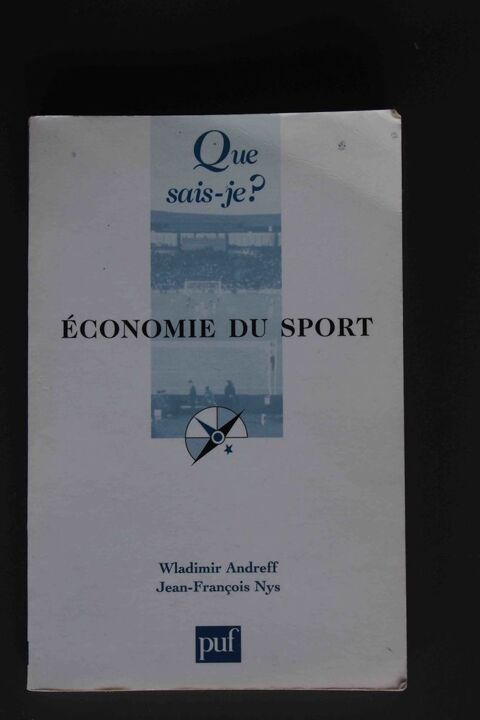 Que
sais-je?
ÉCONOMIE DU SPORT
Wladimir Andreff
Jean-François Nys
puf